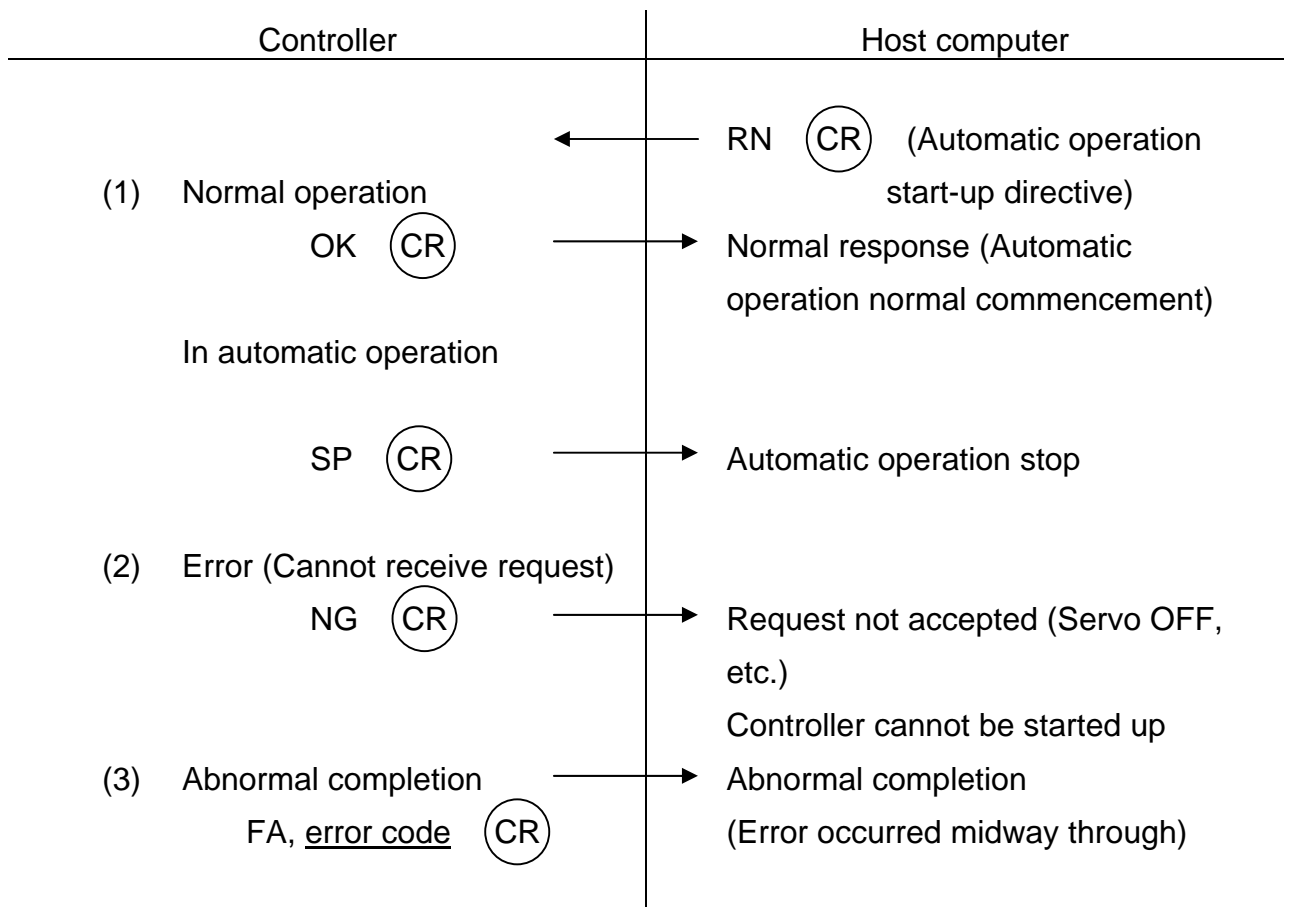 Controller Host computer
RN CR (Automatic operation
(1) Normal operation start-up directive)
OK CR Normal response (Automatic
operation normal commencement)
In automatic operation
SP CR Automatic operation stop
(2) Error (Cannot receive request)
NG CR Request not accepted (Servo OFF,
etc.)
Controller cannot be started up
(3) Abnormal completion Abnormal completion
FA, error code CR (Error occurred midway through)